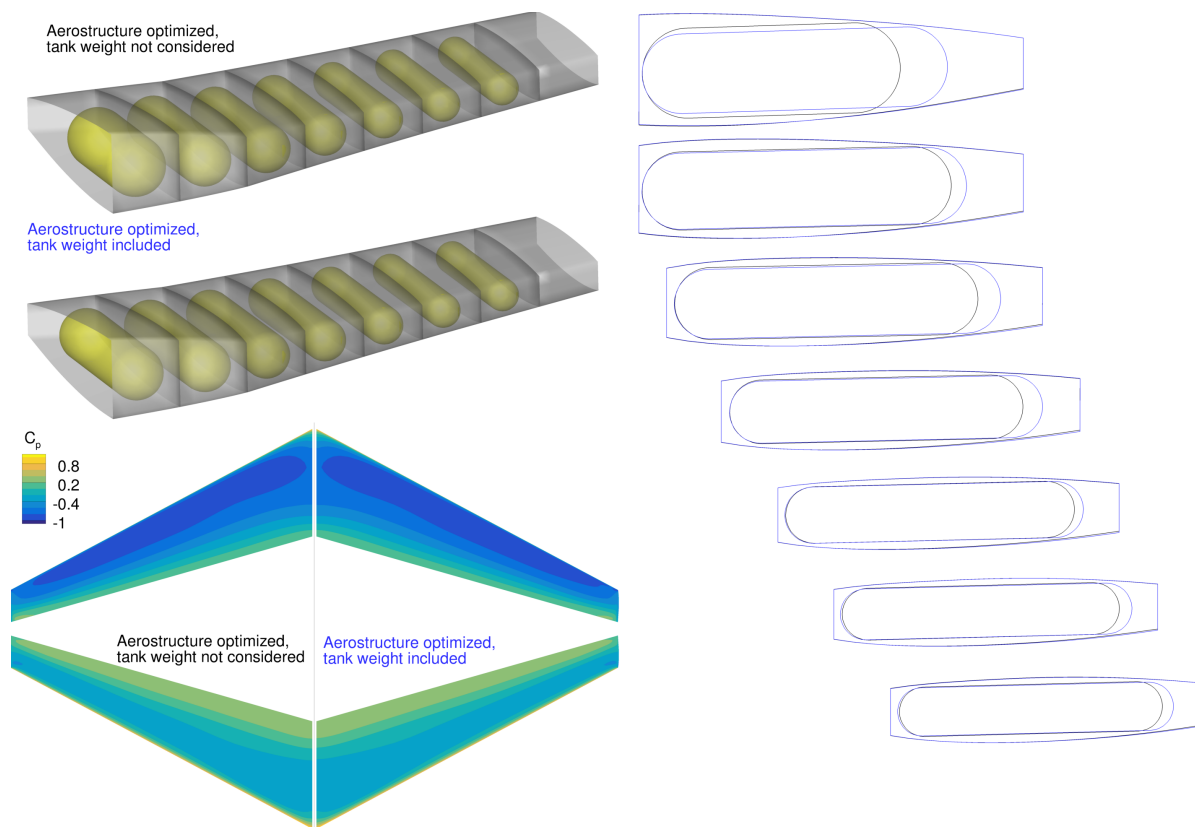 Aerostructure optimized,
tank weight not considered
Aerostructure optimized,
tank weight included
C_p
0.8
0.2
-0.4
-1
Aerostructure optimized,
tank weight not considered
Aerostructure optimized,
tank weight included